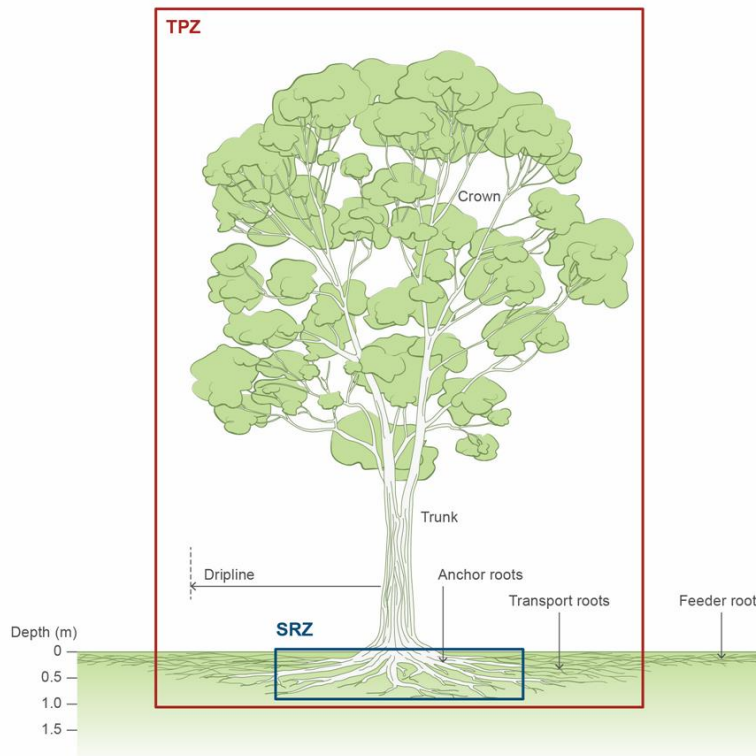 TPZ
Crown
Trunk
Dripline
Anchor roots
Transport roots
Feeder root
SRZ
Depth (m)
0
0.5
1.0
1.5